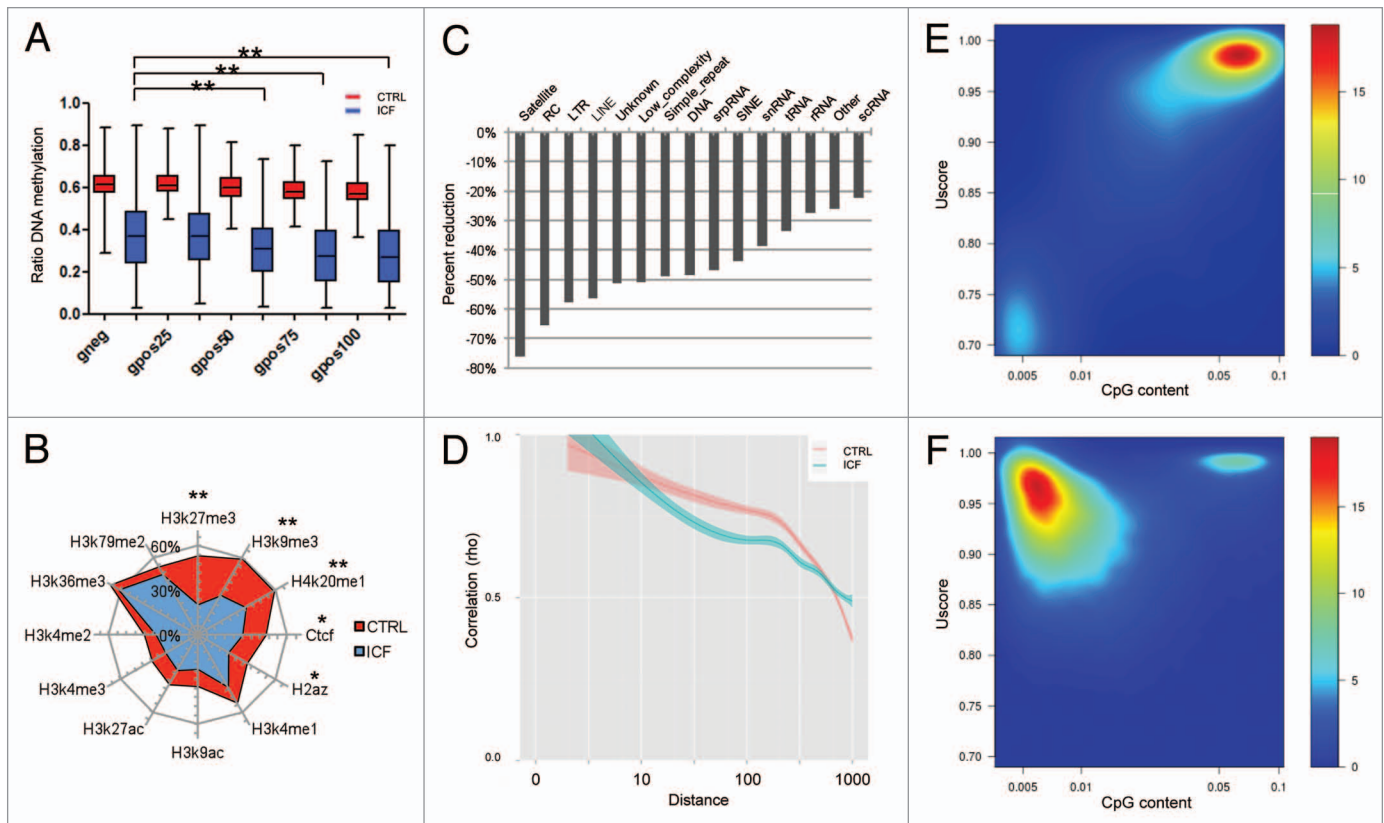 A
**
**
**
CTRL
ICF
Ratio DNA methylation
1.0
0.8
0.6
0.4
0.2
0.0
gneg
gpos25
gpos50
gpos75
gpos100
B
**
H3k27me3
**
H3k9me3
**
H4k20me1
*
Ctcf
*
H2az
H3k4me1
H3k9ac
H3k27ac
H3k4me3
H3k4me2
H3k36me3
H3k79me2
60%
30%
0%
CTRL
ICF
C
Satellite
RC
LTR
LINE
Unknown
Low_complexity
Simple_repeat
DNA
srpRNA
SINE
snRNA
tRNA
rRNA
Other
scRNA
Percent reduction
0%
-10%
-20%
-30%
-40%
-50%
-60%
-70%
-80%
D
CTRL
ICF
Correlation (rho)
1.0
0.5
0.0
0
10
100
1000
Distance
E
Uscore
1.00
0.95
0.90
0.85
0.80
0.75
0.70
0.005
0.01
0.05
0.1
CpG content
15
10
5
0
F
Uscore
1.00
0.95
0.90
0.85
0.80
0.75
0.70
0.005
0.01
0.05
0.1
CpG content
15
10
5
0